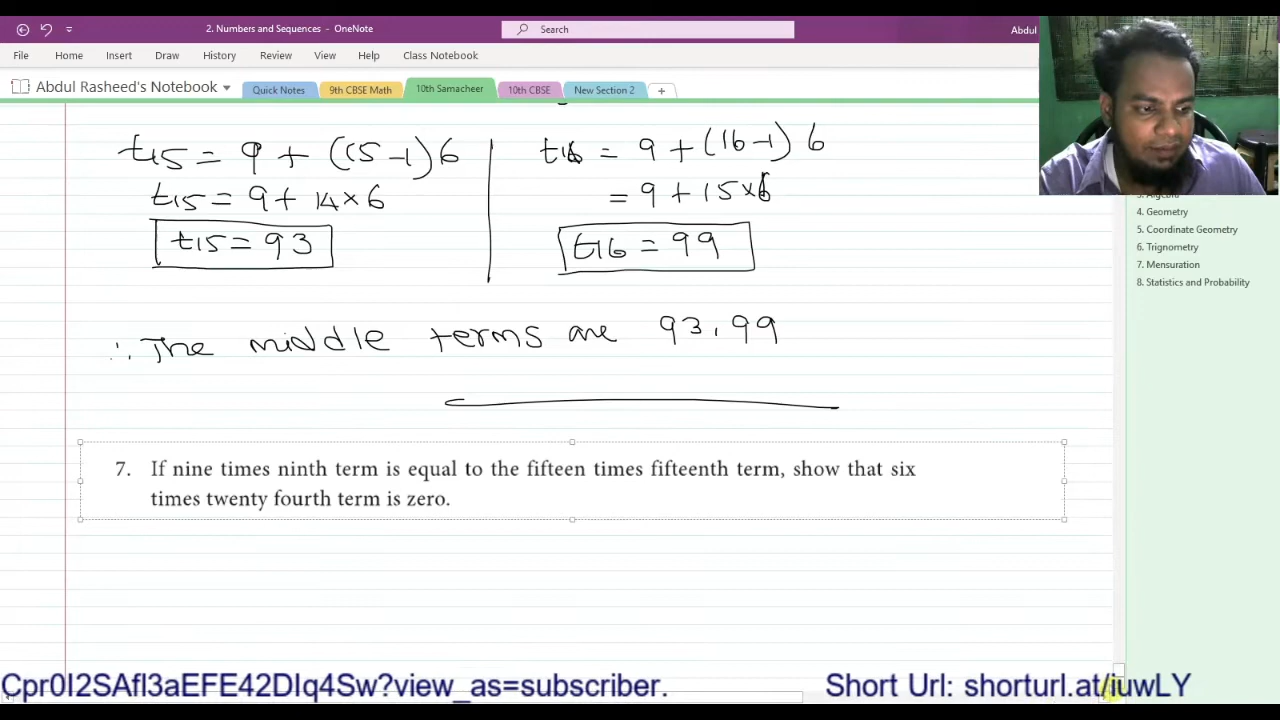 2. Numbers and Sequences - OneNote
Search
Abdul
File Home Insert Draw History Review View Help Class Notebook
Abdul Rasheed's Notebook Quick Notes 9th CBSE Math 10th Samacheer 10th CBSE New Section 2 +
t15 = 9 + (15-1)6
t15 = 9 + 14×6
t15 = 93
t16 = 9 + (16-1) 6
= 9 + 15×6
t16 = 99
∴ The middle terms are 93, 99
7. If nine times ninth term is equal to the fifteen times fifteenth term, show that six
times twenty fourth term is zero.
3. Algebra
4. Geometry
5. Coordinate Geometry
6. Trignometry
7. Mensuration
8. Statistics and Probability
Cpr0I2SAfl3aEFE42DIq4Sw?view_as=subscriber. Short Url: shorturl.at/iuwLY